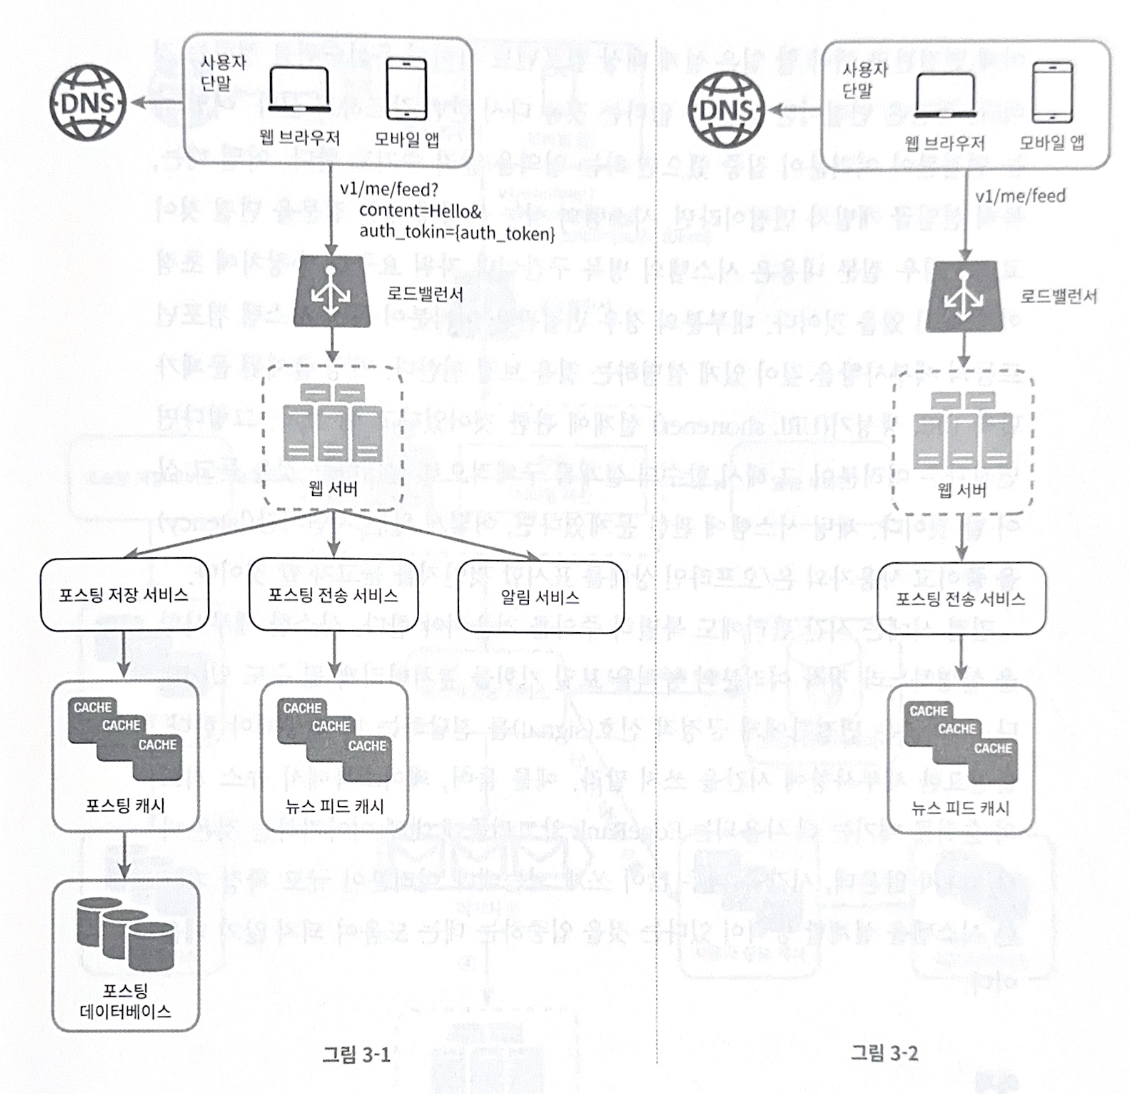 사용자
단말
DNS
웹 브라우저
모바일 앱
v1/me/feed?
content=Hello&
auth_tokin={auth_token}
로드밸런서
웹 서버
포스팅 저장 서비스
포스팅 전송 서비스
알림 서비스
CACHE
CACHE
CACHE
포스팅 캐시
CACHE
CACHE
CACHE
뉴스 피드 캐시
포스팅
데이터베이스
그림 3-1
사용자
단말
DNS
웹 브라우저
모바일 앱
v1/me/feed
로드밸런서
웹 서버
포스팅 전송 서비스
CACHE
CACHE
CACHE
뉴스 피드 캐시
그림 3-2